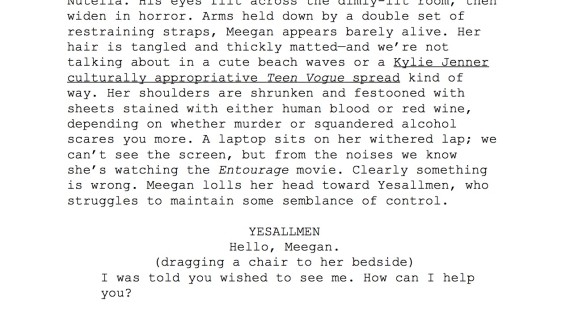 Nutella. His eyes flit across the dimly-lit room, then
widen in horror. Arms held down by a double set of
restraining straps, Meegan appears barely alive. Her
hair is tangled and thickly matted—and we’re not
talking about in a cute beach waves or a Kylie Jenner
culturally appropriative Teen Vogue spread kind of
way. Her shoulders are shrunken and festooned with
sheets stained with either human blood or red wine,
depending on whether murder or squandered alcohol
scares you more. A laptop sits on her withered lap; we
can’t see the screen, but from the noises we know
she’s watching the Entourage movie. Clearly something
is wrong. Meegan lolls her head toward Yesallmen, who
struggles to maintain some semblance of control.
YESALLMEN
Hello, Meegan.
(dragging a chair to her bedside)
I was told you wished to see me. How can I help
you?